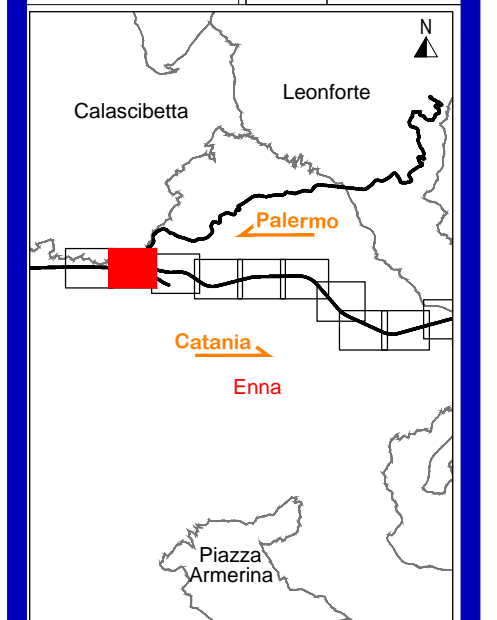 N
Leonforte
Calascibetta
Palermo
Catania
Enna
Piazza
Armerina